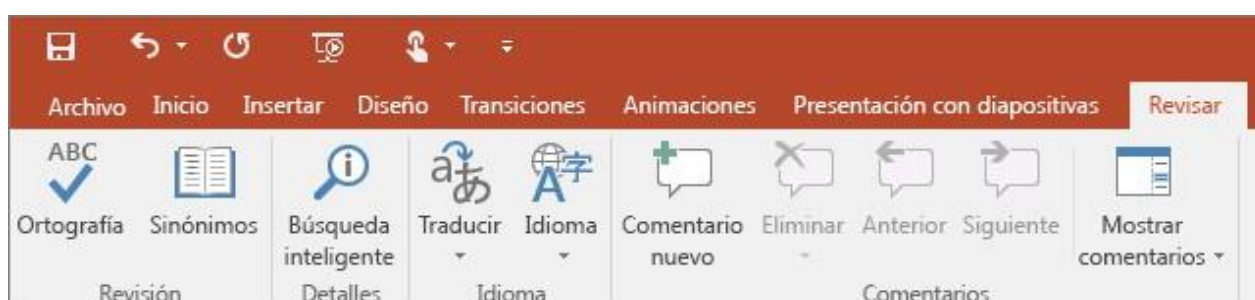 Archivo Inicio Insertar Diseño Transiciones Animaciones Presentación con diapositivas Revisar
ABC
Ortografía Sinónimos Búsqueda inteligente Traducir Idioma Comentario nuevo Eliminar Anterior Siguiente Mostrar comentarios
Revisión Detalles Idioma Comentarios